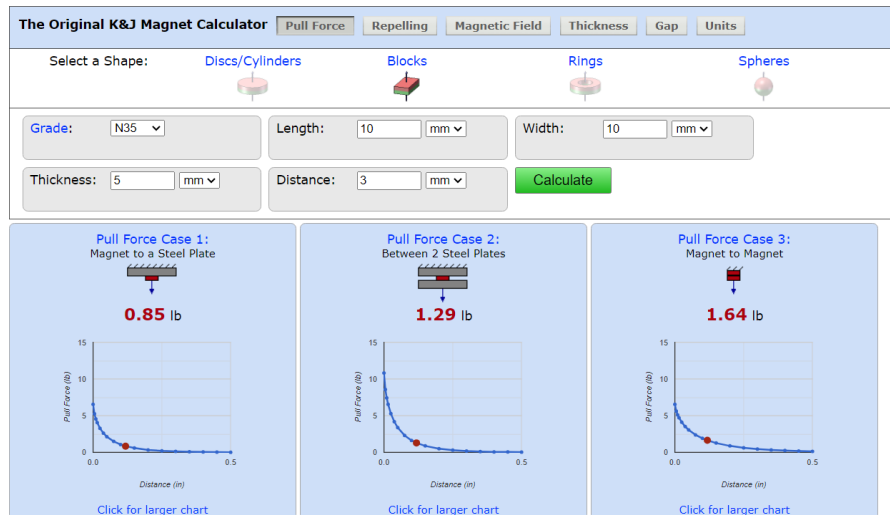 The Original K&J Magnet Calculator Pull Force Repelling Magnetic Field Thickness Gap Units
Select a Shape: Discs/Cylinders Blocks Rings Spheres
Grade: N35 Length: 10 mm Width: 10 mm
Thickness: 5 mm Distance: 3 mm Calculate
Pull Force Case 1:
Magnet to a Steel Plate
0.85 lb
15
10
5
0
0.0 0.5
Pull Force (lb)
Distance (in)
Click for larger chart
Pull Force Case 2:
Between 2 Steel Plates
1.29 lb
15
10
5
0
0.0 0.5
Pull Force (lb)
Distance (in)
Click for larger chart
Pull Force Case 3:
Magnet to Magnet
1.64 lb
15
10
5
0
0.0 0.5
Pull Force (lb)
Distance (in)
Click for larger chart